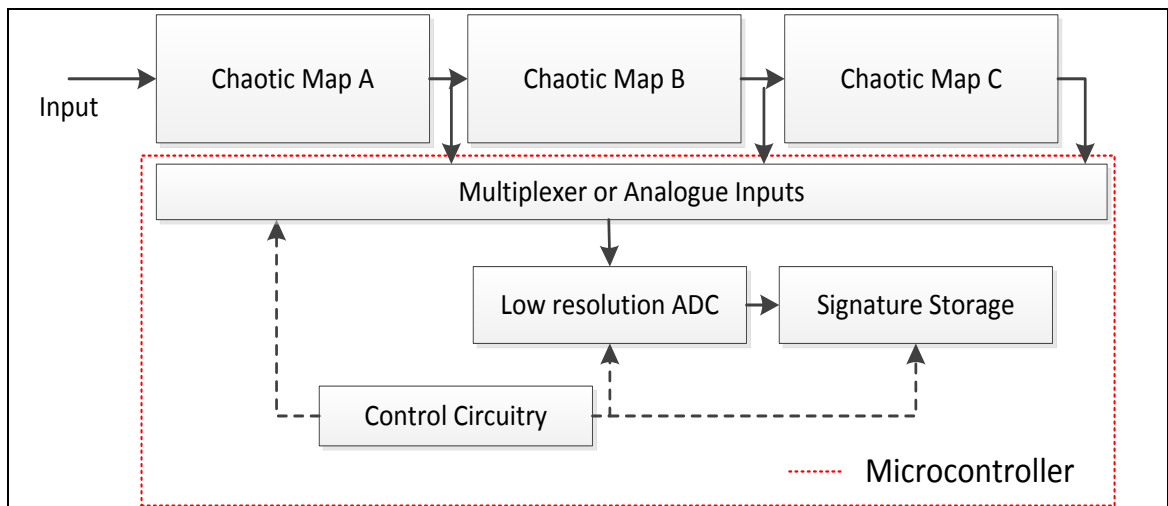 Chaotic Map A
Chaotic Map B
Chaotic Map C
Input
Multiplexer or Analogue Inputs
Low resolution ADC
Signature Storage
Control Circuitry
Microcontroller